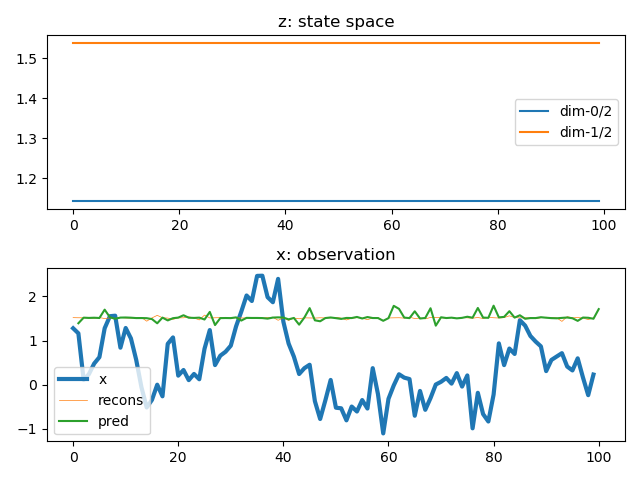 z: state space
1.5
1.4
1.3
1.2
dim-0/2
dim-1/2
0 20 40 60 80 100
x: observation
2
1
0
−1
x
recons
pred
0 20 40 60 80 100